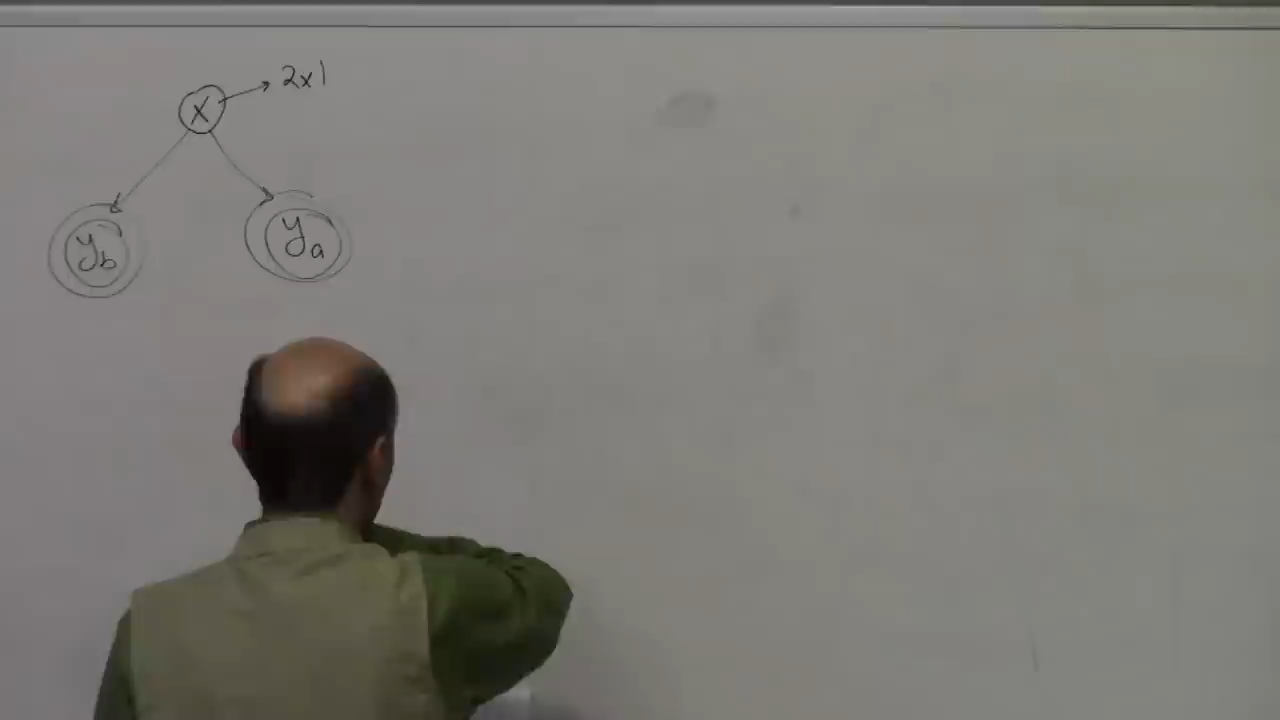 X → 2x1
y_b y_a